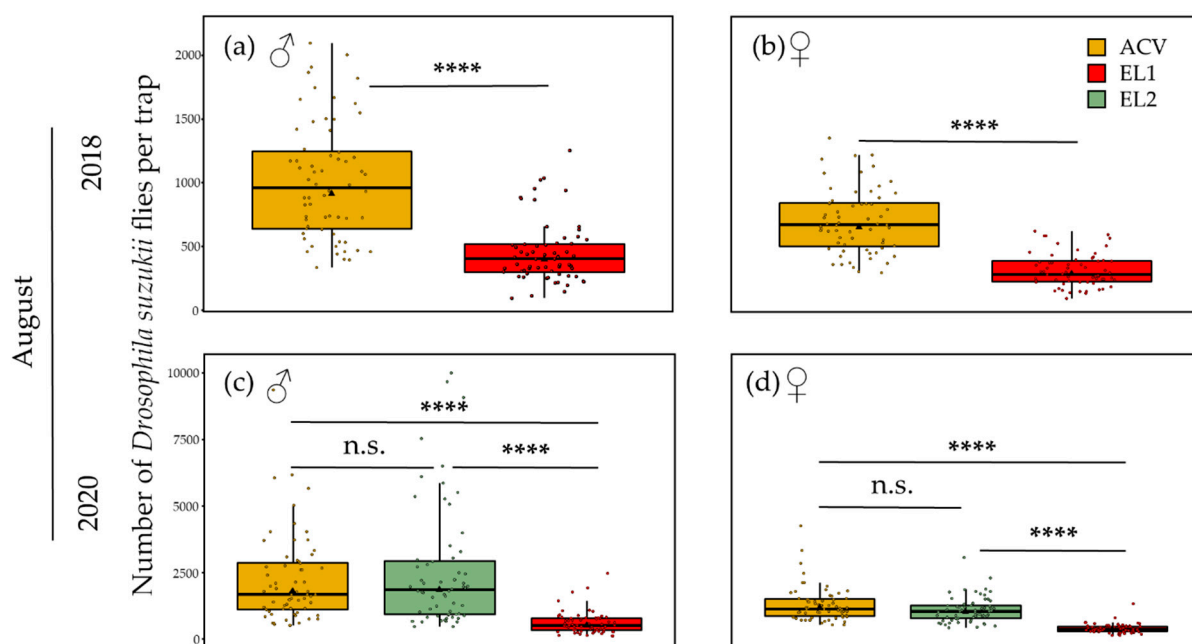 Number of Drosophila suzukii flies per trap
August
2018
2020
(a) ♂
****
2000
1500
1000
500
0
(b) ♀
****
ACV
EL1
EL2
(c) ♂
****
n.s.
****
10000
7500
5000
2500
0
(d) ♀
****
n.s.
****